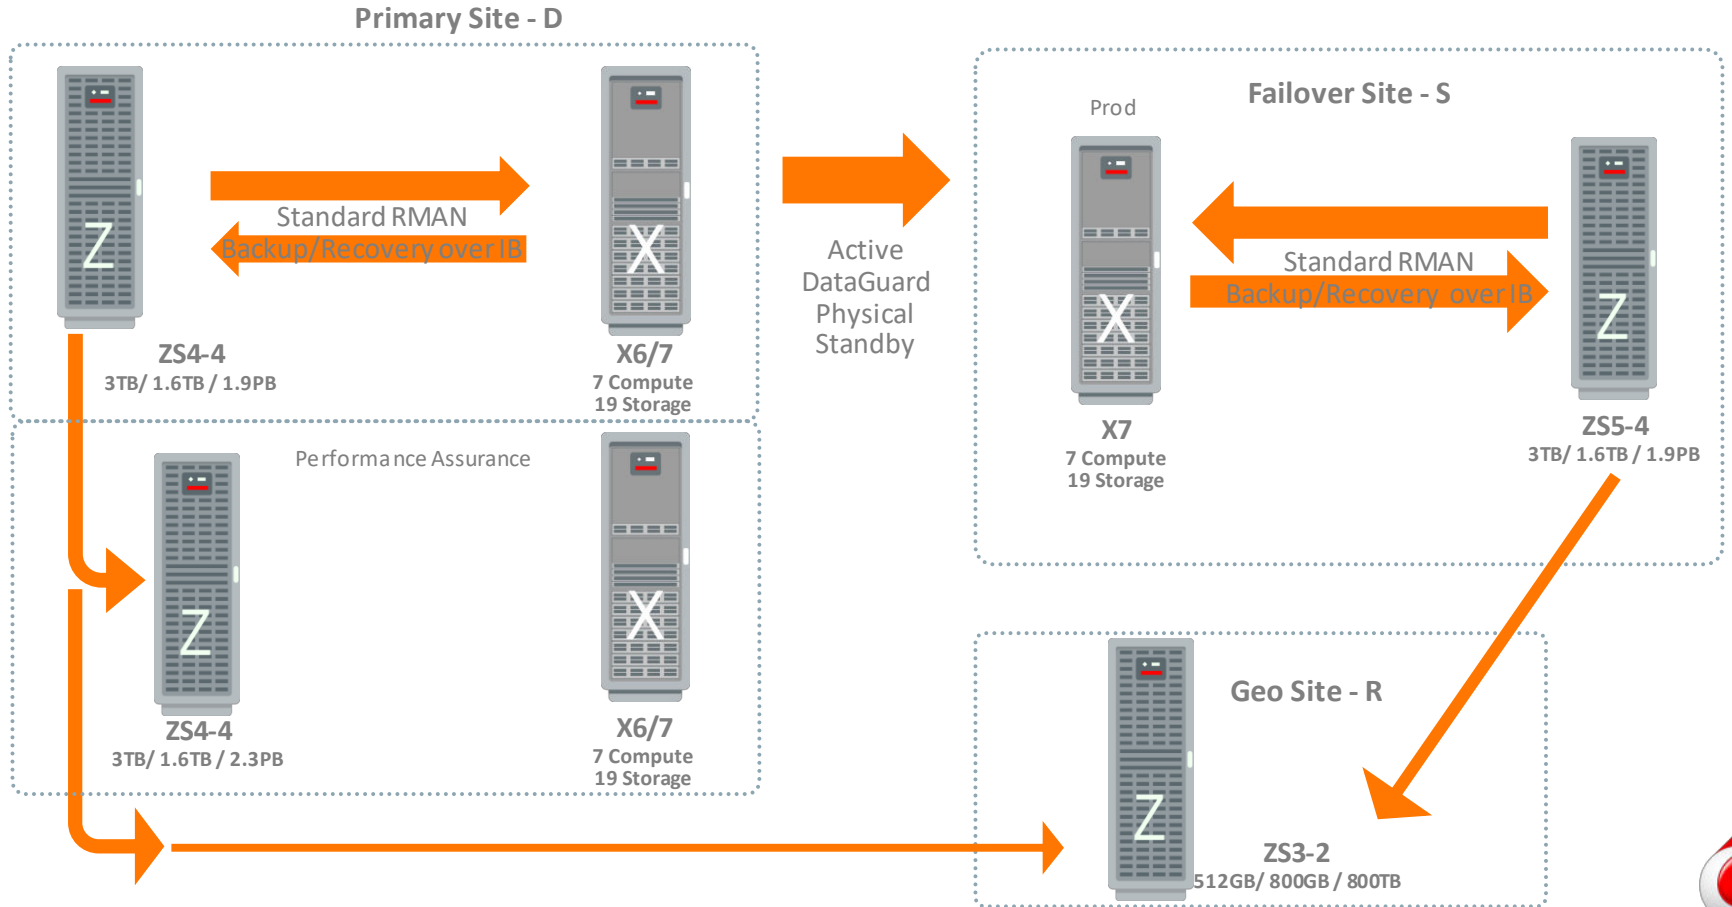 Primary Site - D
Z
X
Standard RMAN
Backup/Recovery over IB
ZS4-4
3TB/ 1.6TB / 1.9PB
X6/7
7 Compute
19 Storage
Active
DataGuard
Physical
Standby
Failover Site - S
Prod
X
Z
Standard RMAN
Backup/Recovery over IB
X7
7 Compute
19 Storage
ZS5-4
3TB/ 1.6TB / 1.9PB
Performance Assurance
Z
X
ZS4-4
3TB/ 1.6TB / 2.3PB
X6/7
7 Compute
19 Storage
Geo Site - R
Z
ZS3-2
512GB/ 800GB / 800TB